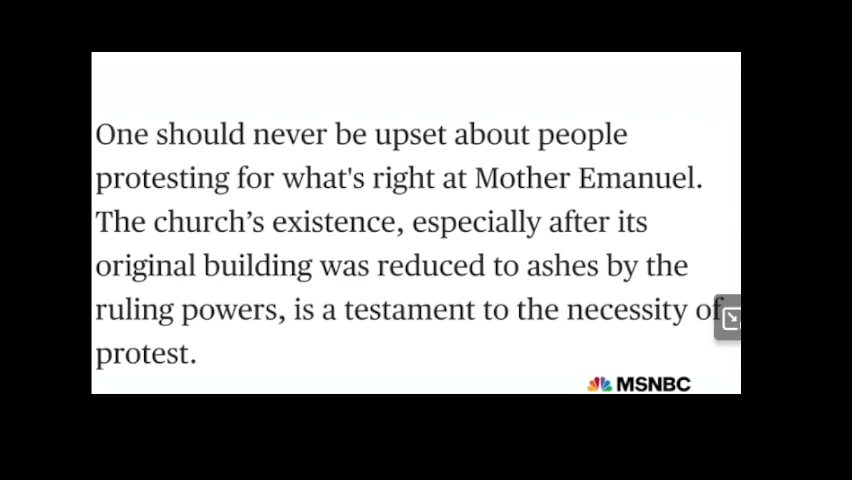 One should never be upset about people
protesting for what's right at Mother Emanuel.
The church’s existence, especially after its
original building was reduced to ashes by the
ruling powers, is a testament to the necessity of
protest.
MSNBC